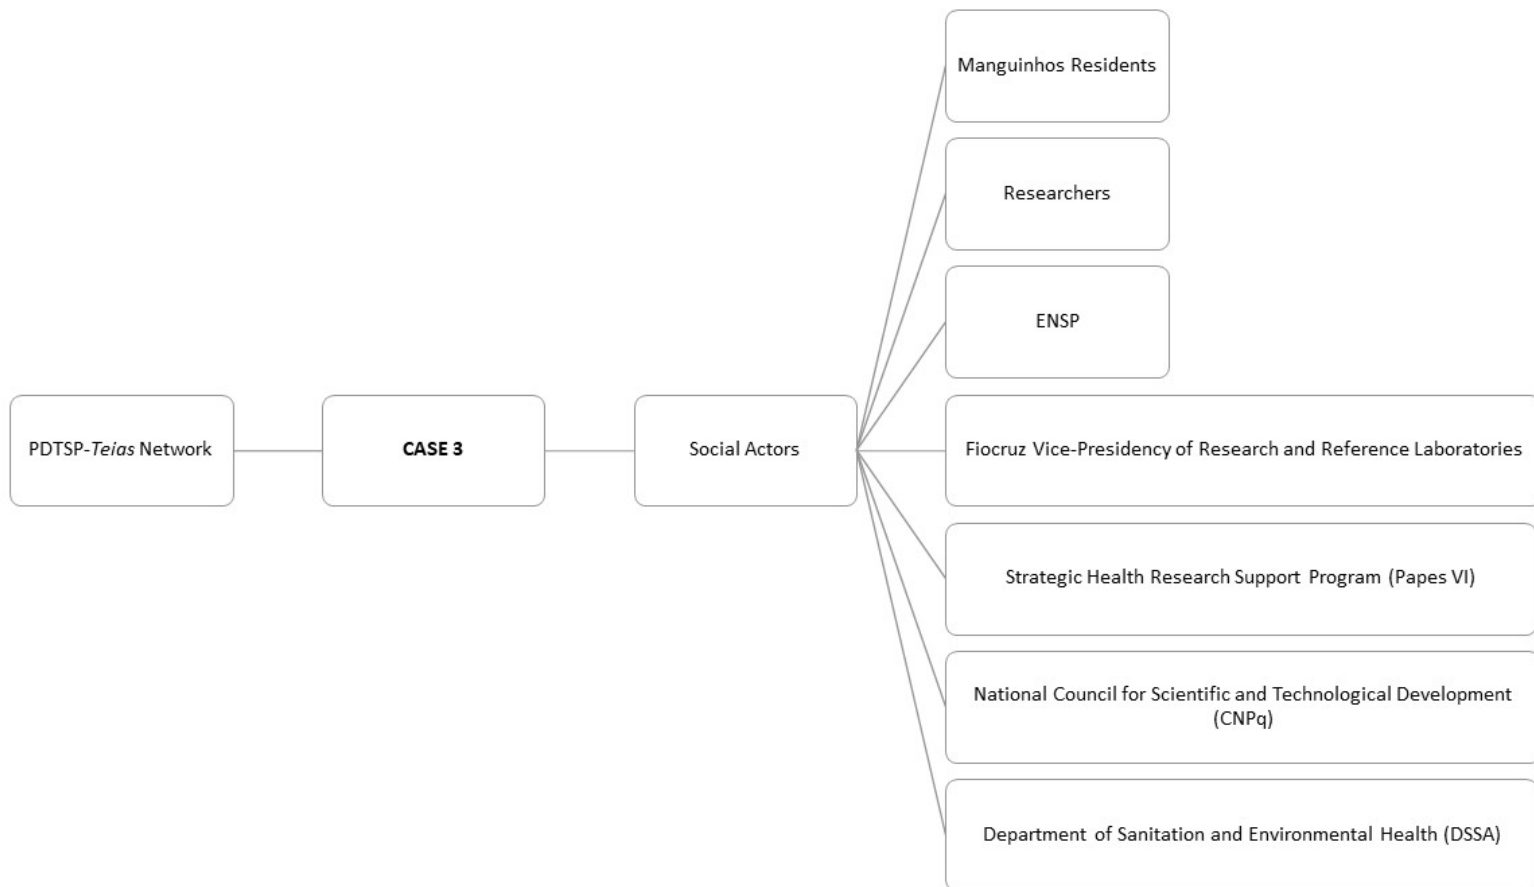 Manguinhos Residents
Researchers
ENSP
PDTSP-Teias Network
CASE 3
Social Actors
Fiocruz Vice-Presidency of Research and Reference Laboratories
Strategic Health Research Support Program (Papes VI)
National Council for Scientific and Technological Development
(CNPq)
Department of Sanitation and Environmental Health (DSSA)